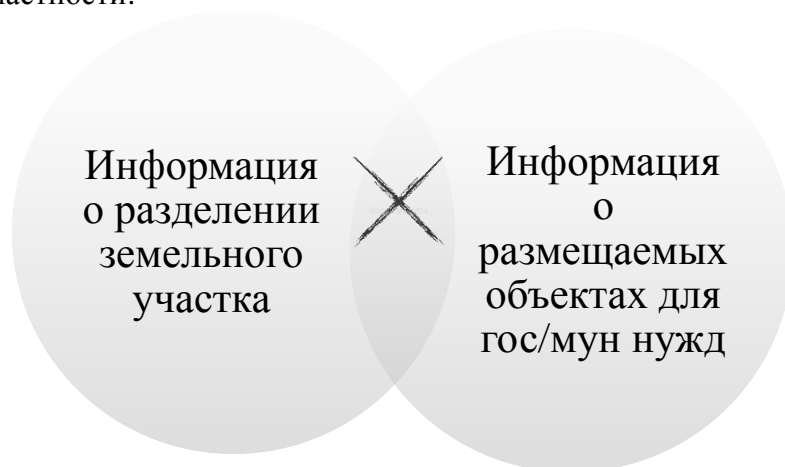 Информация
о разделении
земельного
участка
Информация
о
размещаемых
объектах для
гос/мун нужд